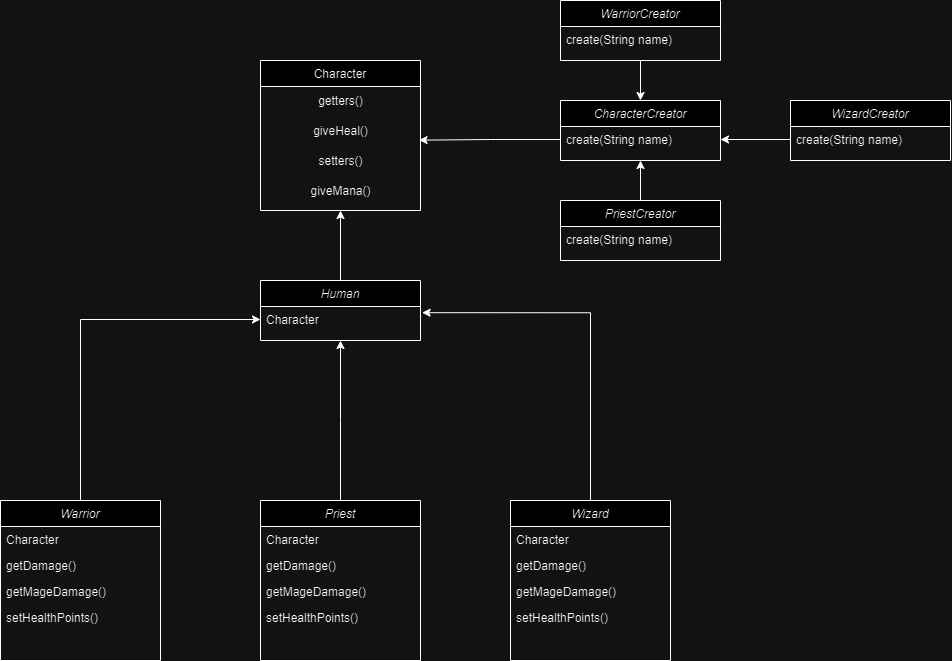 WarriorCreator
create(String name)
Character
getters()
giveHeal()
setters()
giveMana()
CharacterCreator
create(String name)
WizardCreator
create(String name)
PriestCreator
create(String name)
Human
Character
Warrior
Character
getDamage()
getMageDamage()
setHealthPoints()
Priest
Character
getDamage()
getMageDamage()
setHealthPoints()
Wizard
Character
getDamage()
getMageDamage()
setHealthPoints()